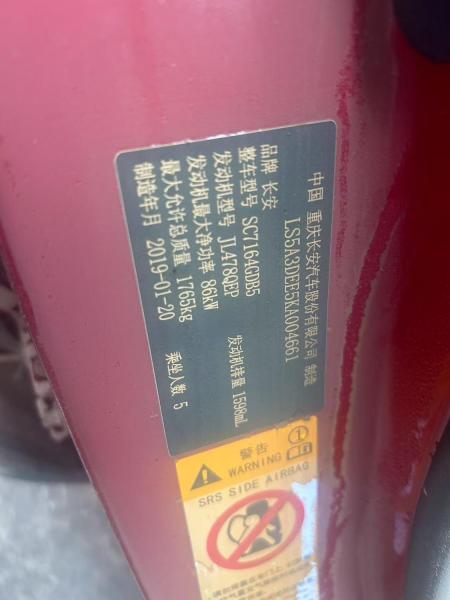 中国 重庆长安汽车股份有限公司 制造
LS5A3DEE5KA004661
品牌 长安
整车型号 SC7164GDB5
发动机型号 JL478QEP 发动机排量 1598mL
发动机最大净功率 86kW
最大允许总质量 1765kg 乘坐人数 5
制造年月 2019-01-20
警告
WARNING
SRS SIDE AIRBAG